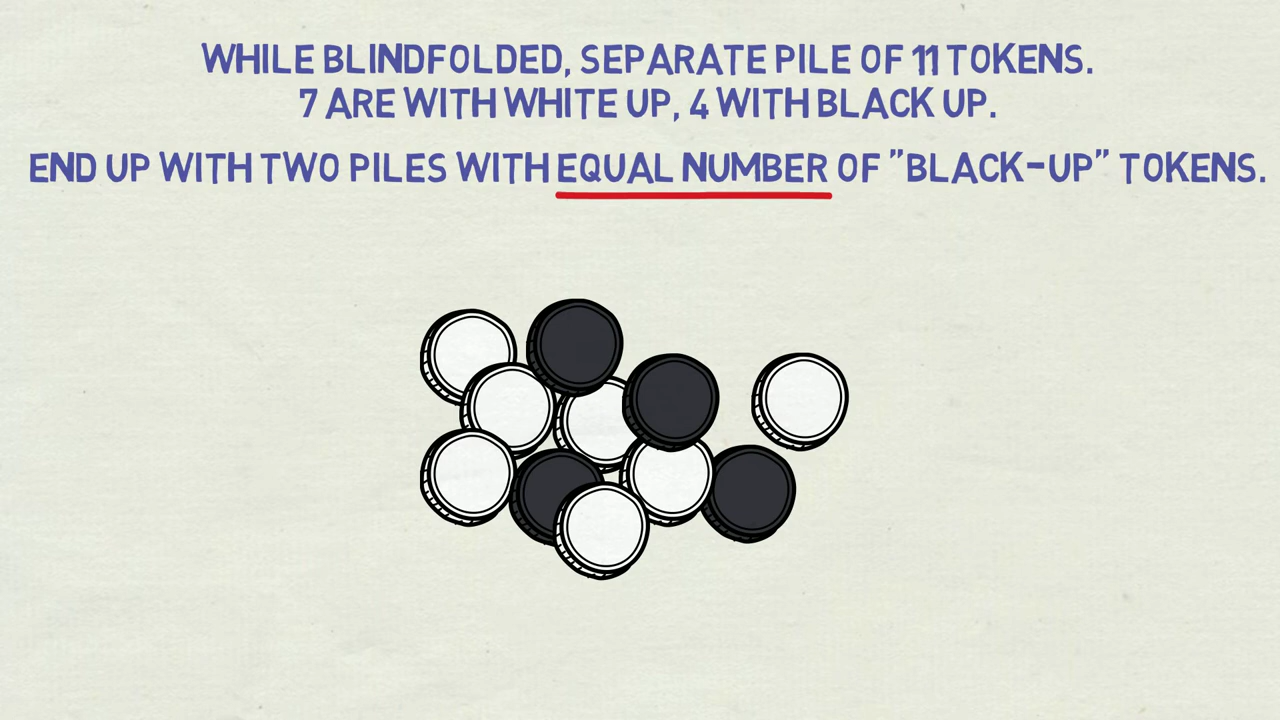 WHILE BLINDFOLDED, SEPARATE PILE OF 11 TOKENS.
7 ARE WITH WHITE UP, 4 WITH BLACK UP.
END UP WITH TWO PILES WITH EQUAL NUMBER OF "BLACK-UP" TOKENS.